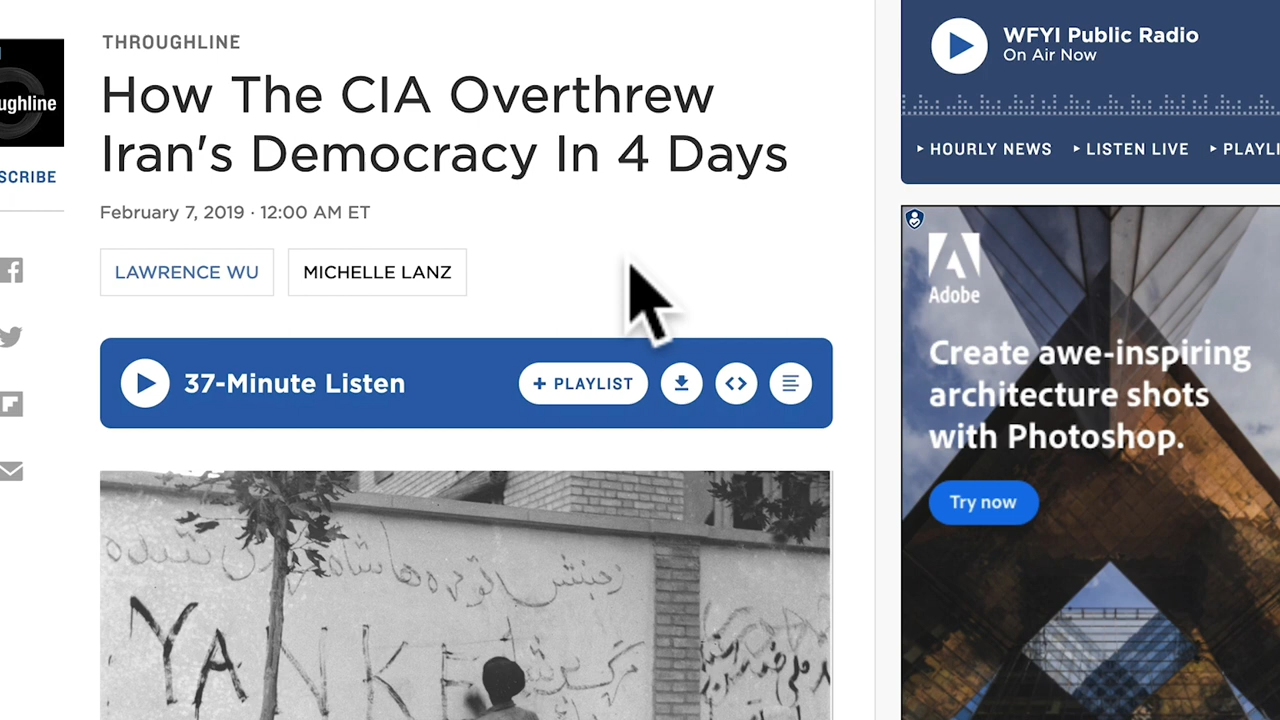 ughline
SCRIBE
THROUGHLINE
How The CIA Overthrew
Iran's Democracy In 4 Days
February 7, 2019 · 12:00 AM ET
LAWRENCE WU
MICHELLE LANZ
37-Minute Listen
+ PLAYLIST
YANKE
WFYI Public Radio
On Air Now
HOURLY NEWS
LISTEN LIVE
PLAYLI
Adobe
Create awe-inspiring
architecture shots
with Photoshop.
Try now